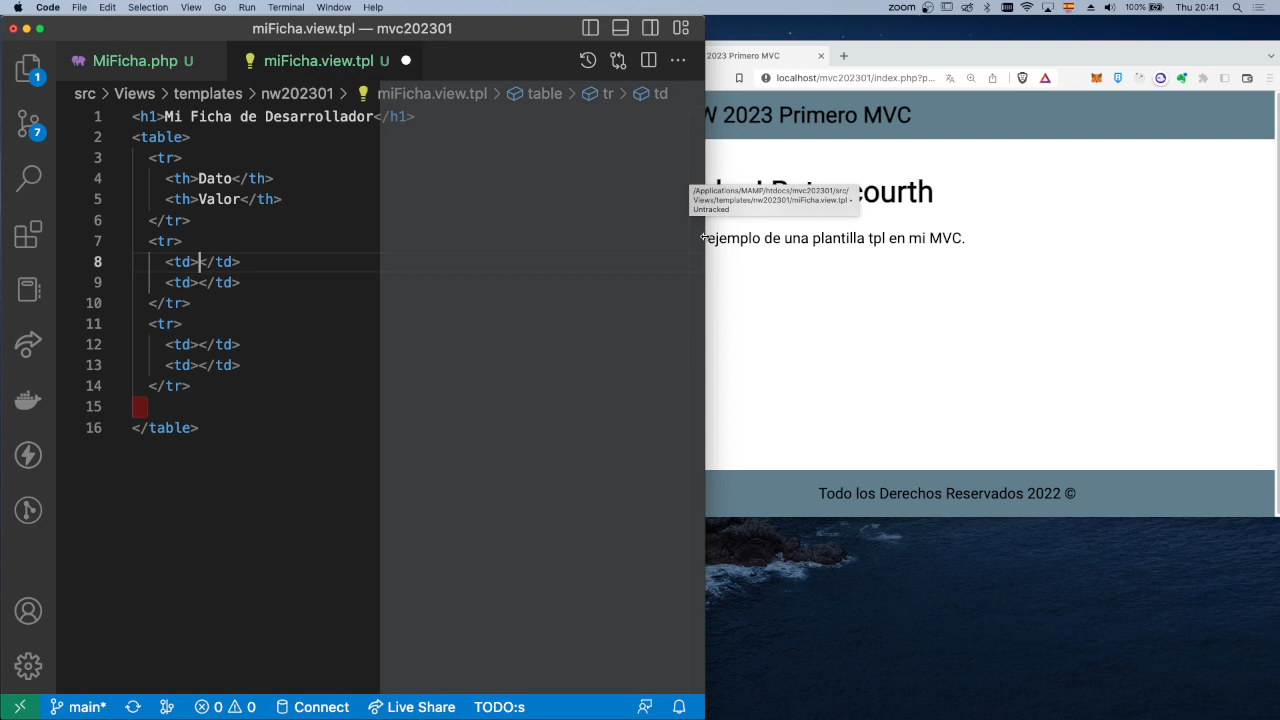 Code File Edit Selection View Go Run Terminal Window Help zoom 100% Thu 20:41
miFicha.view.tpl — mvc202301
MiFicha.php U miFicha.view.tpl U
src > Views > templates > nw202301 > miFicha.view.tpl > table > tr > td
1 <h1>Mi Ficha de Desarrollador</h1>
2 <table>
3 <tr>
4 <th>Dato</th>
5 <th>Valor</th>
6 </tr>
7 <tr>
8 <td></td>
9 <td></td>
10 </tr>
11 <tr>
12 <td></td>
13 <td></td>
14 </tr>
15
16 </table>
1
7
main* 0 0 Connect Live Share TODO:s
2023 Primero MVC
localhost/mvc202301/index.php?p...
W 2023 Primero MVC
courth
/Applications/MAMP/htdocs/mvc202301/src/
Views/templates/nw202301/miFicha.view.tpl •
Untracked
ejemplo de una plantilla tpl en mi MVC.
Todo los Derechos Reservados 2022 ©